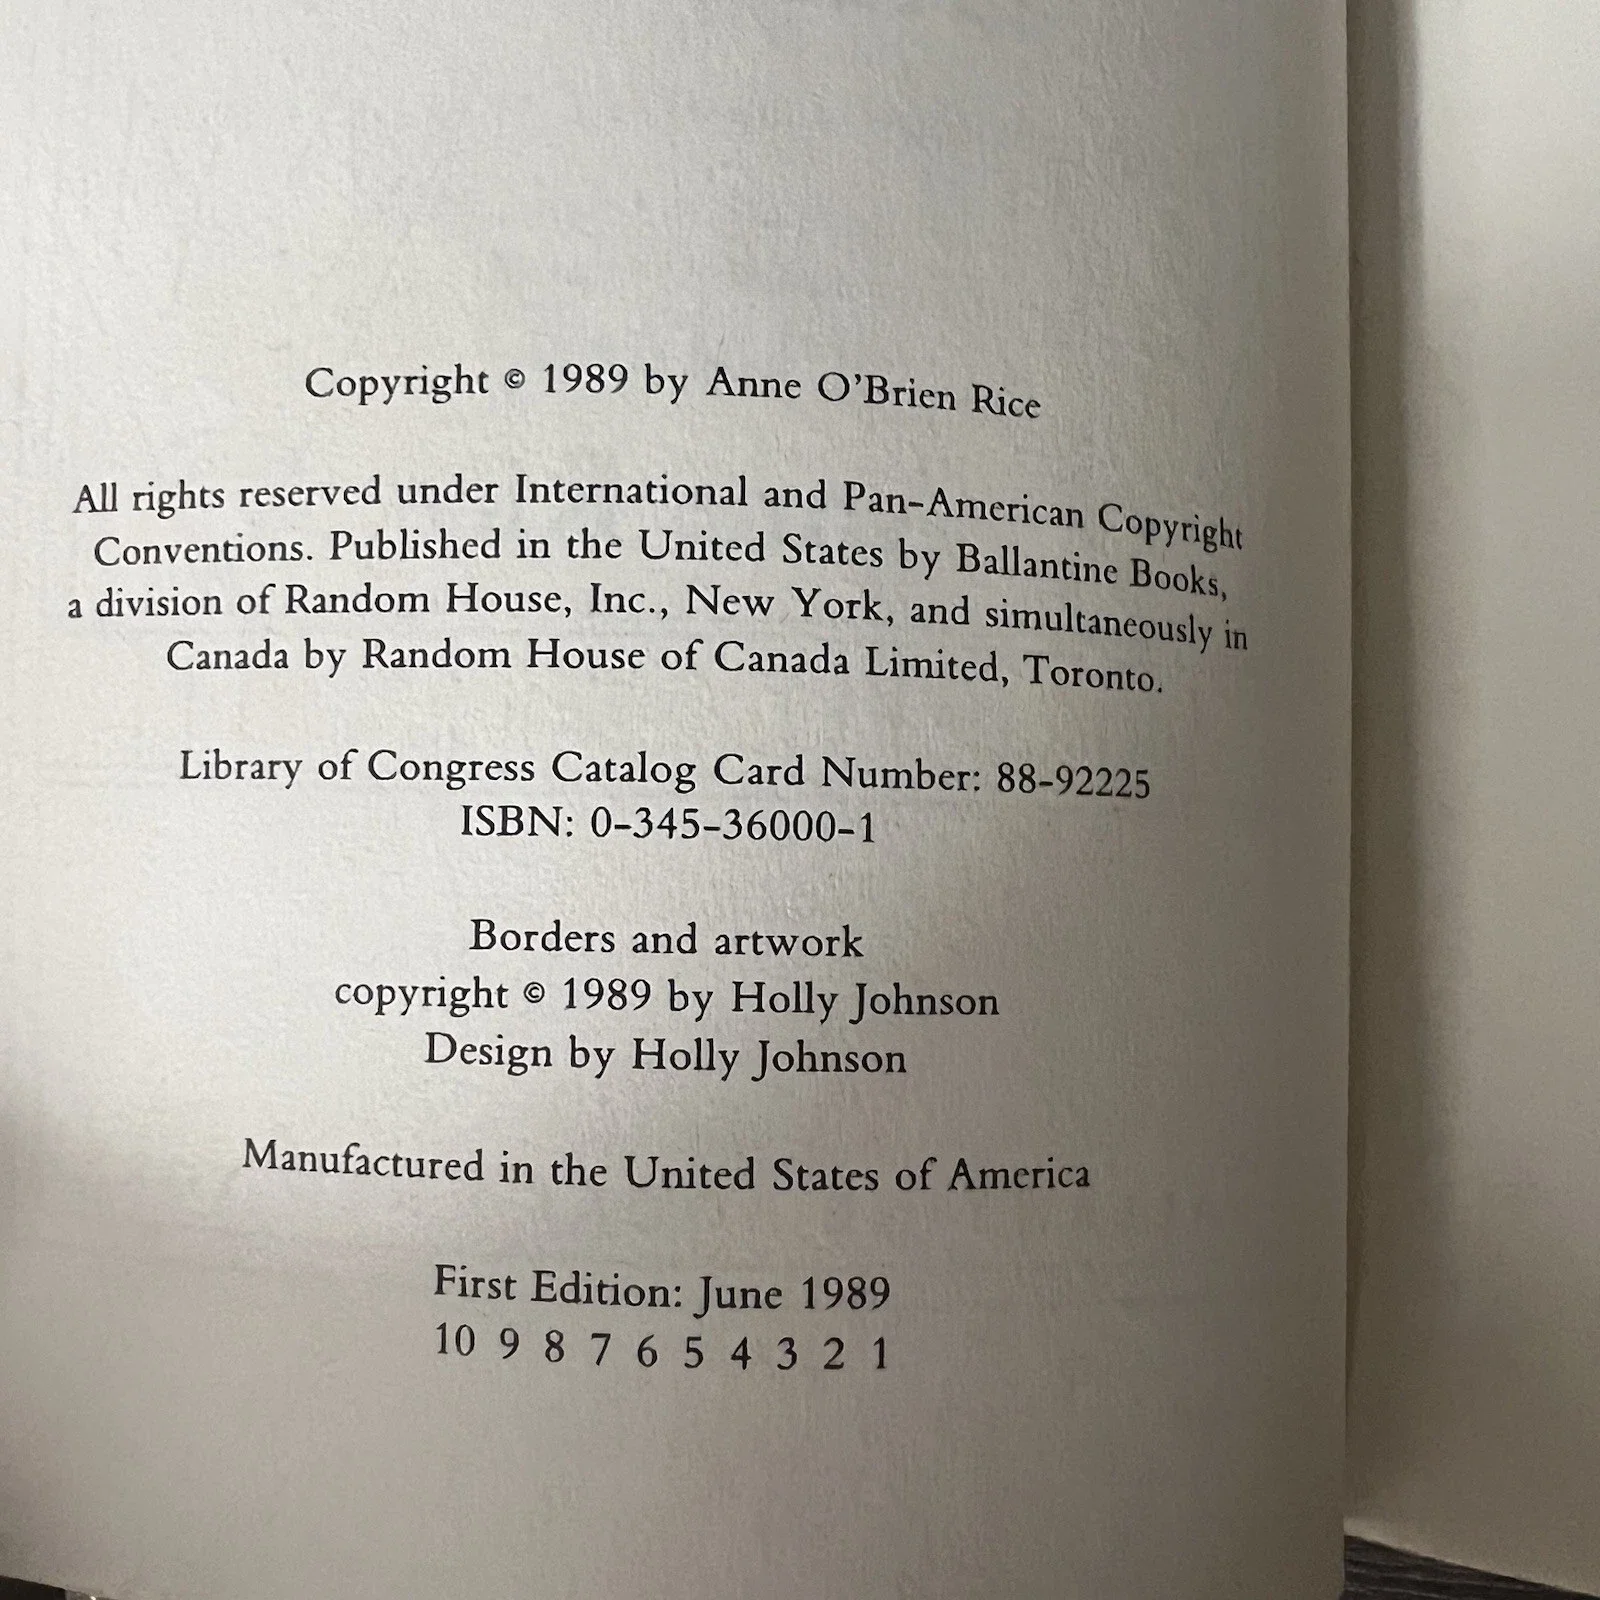 Copyright © 1989 by Anne O'Brien Rice
All rights reserved under International and Pan-American Copyright
Conventions. Published in the United States by Ballantine Books,
a division of Random House, Inc., New York, and simultaneously in
Canada by Random House of Canada Limited, Toronto.
Library of Congress Catalog Card Number: 88-92225
ISBN: 0-345-36000-1
Borders and artwork
copyright © 1989 by Holly Johnson
Design by Holly Johnson
Manufactured in the United States of America
First Edition: June 1989
10 9 8 7 6 5 4 3 2 1